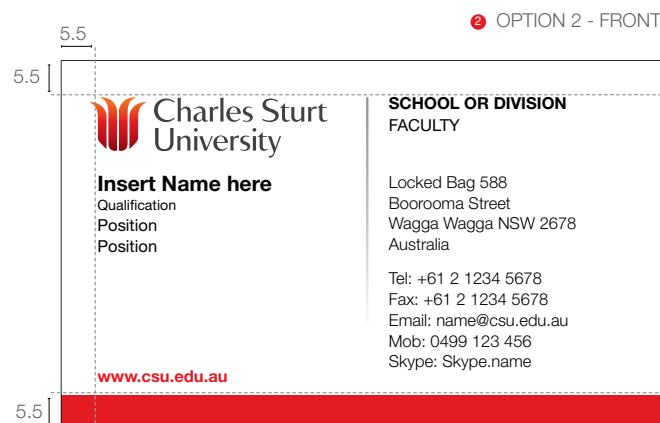 2 OPTION 2 - FRONT
5.5
5.5
Charles Sturt
University
Insert Name here
Qualification
Position
Position
www.csu.edu.au
SCHOOL OR DIVISION
FACULTY
Locked Bag 588
Boorooma Street
Wagga Wagga NSW 2678
Australia
Tel: +61 2 1234 5678
Fax: +61 2 1234 5678
Email: name@csu.edu.au
Mob: 0499 123 456
Skype: Skype.name
5.5